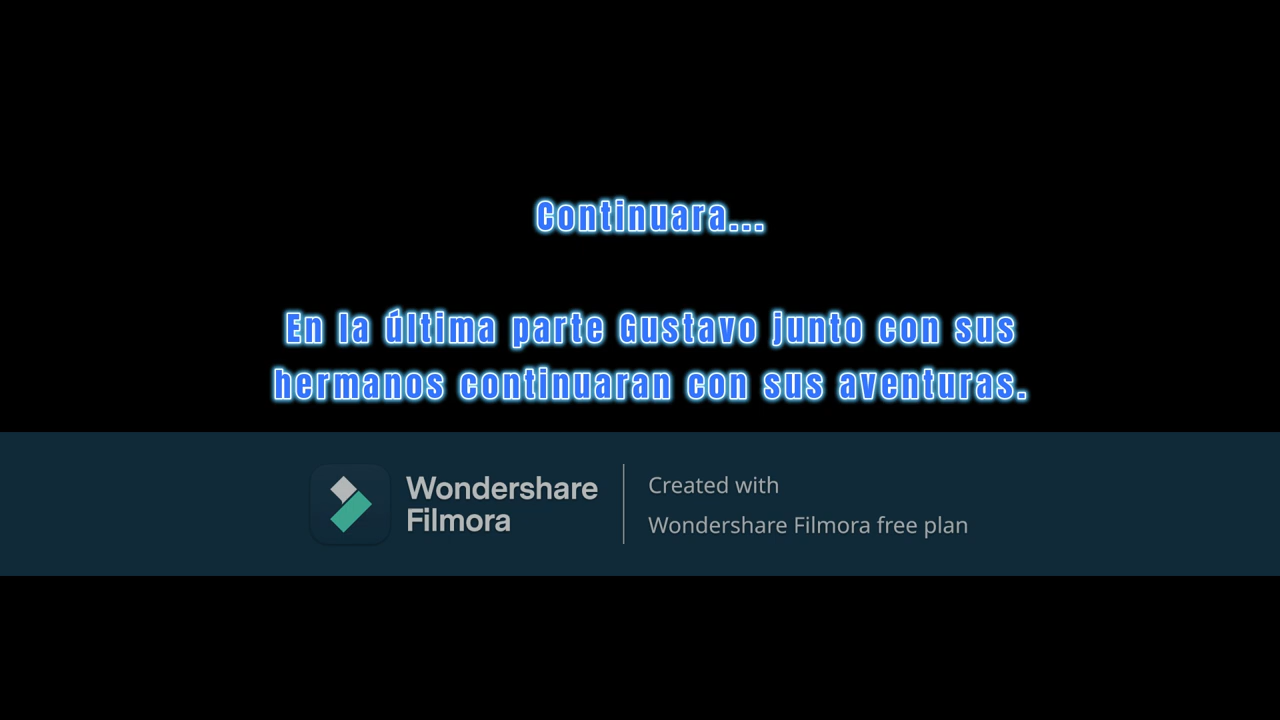 Continuara...
En la última parte Gustavo junto con sus
hermanos continuaran con sus aventuras.
Wondershare
Filmora
Created with
Wondershare Filmora free plan